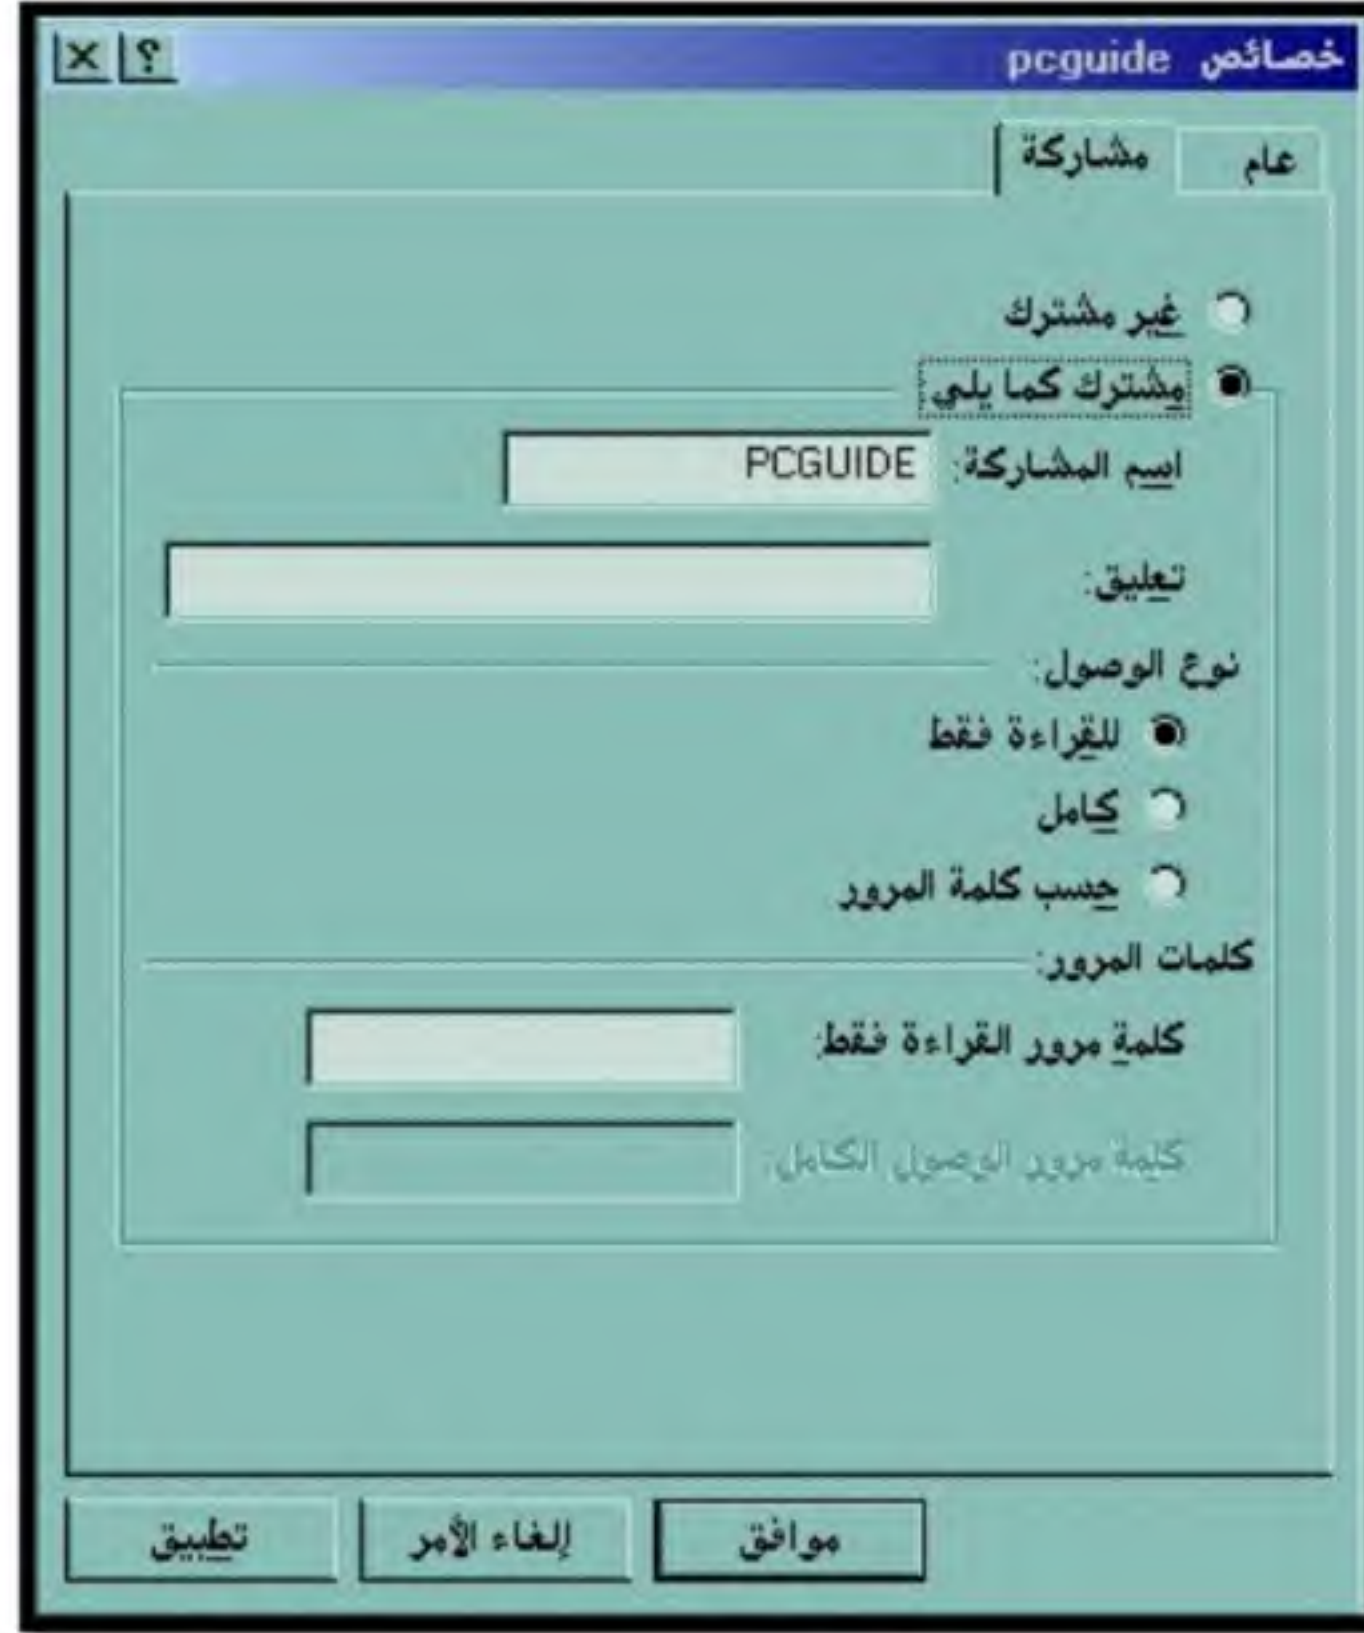 خصائص pcguide
عام
مشاركة
غير مشترك
مشترك كما يلي
اسم المشاركة: PCGUIDE
تعليق:
نوع الوصول:
للقراءة فقط
كامل
حسب كلمة المرور
كلمات المرور:
كلمة مرور القراءة فقط:
كلمة مرور الوصول الكامل:
موافق
إلغاء الأمر
تطبيق